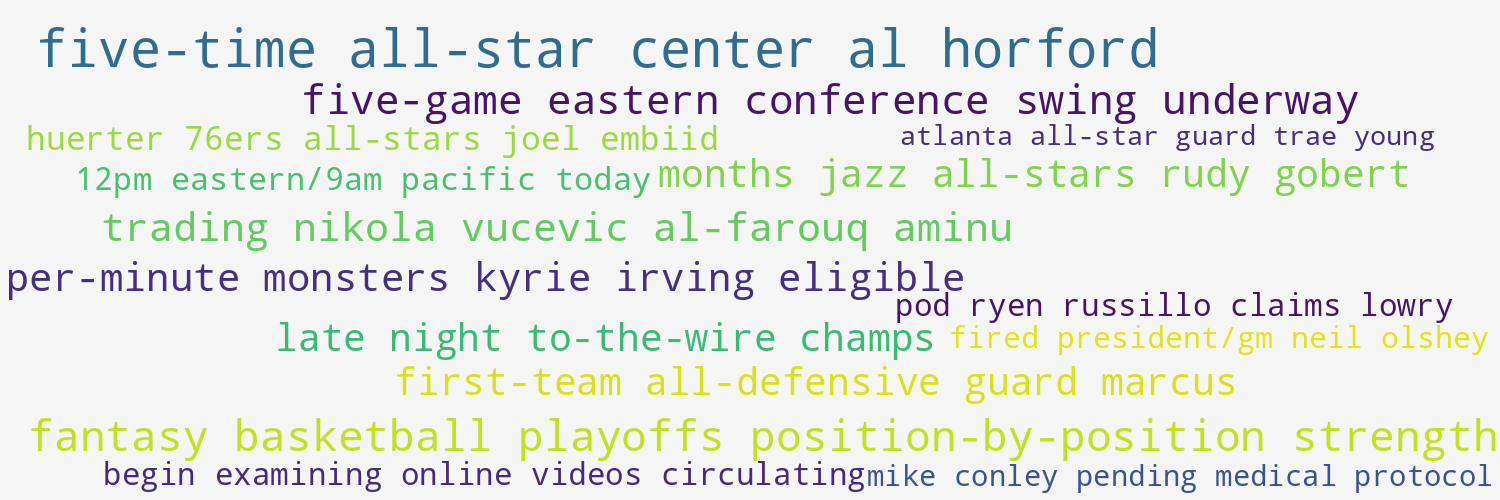 five-time all-star center al horford
five-game eastern conference swing underway
huerter 76ers all-stars joel embiid
atlanta all-star guard trae young
12pm eastern/9am pacific today
months jazz all-stars rudy gobert
trading nikola vucevic al-farouq aminu
per-minute monsters kyrie irving eligible
pod ryen russillo claims lowry
late night to-the-wire champs
fired president/gm neil olshey
first-team all-defensive guard marcus
fantasy basketball playoffs position-by-position strength
begin examining online videos circulating
mike conley pending medical protocol